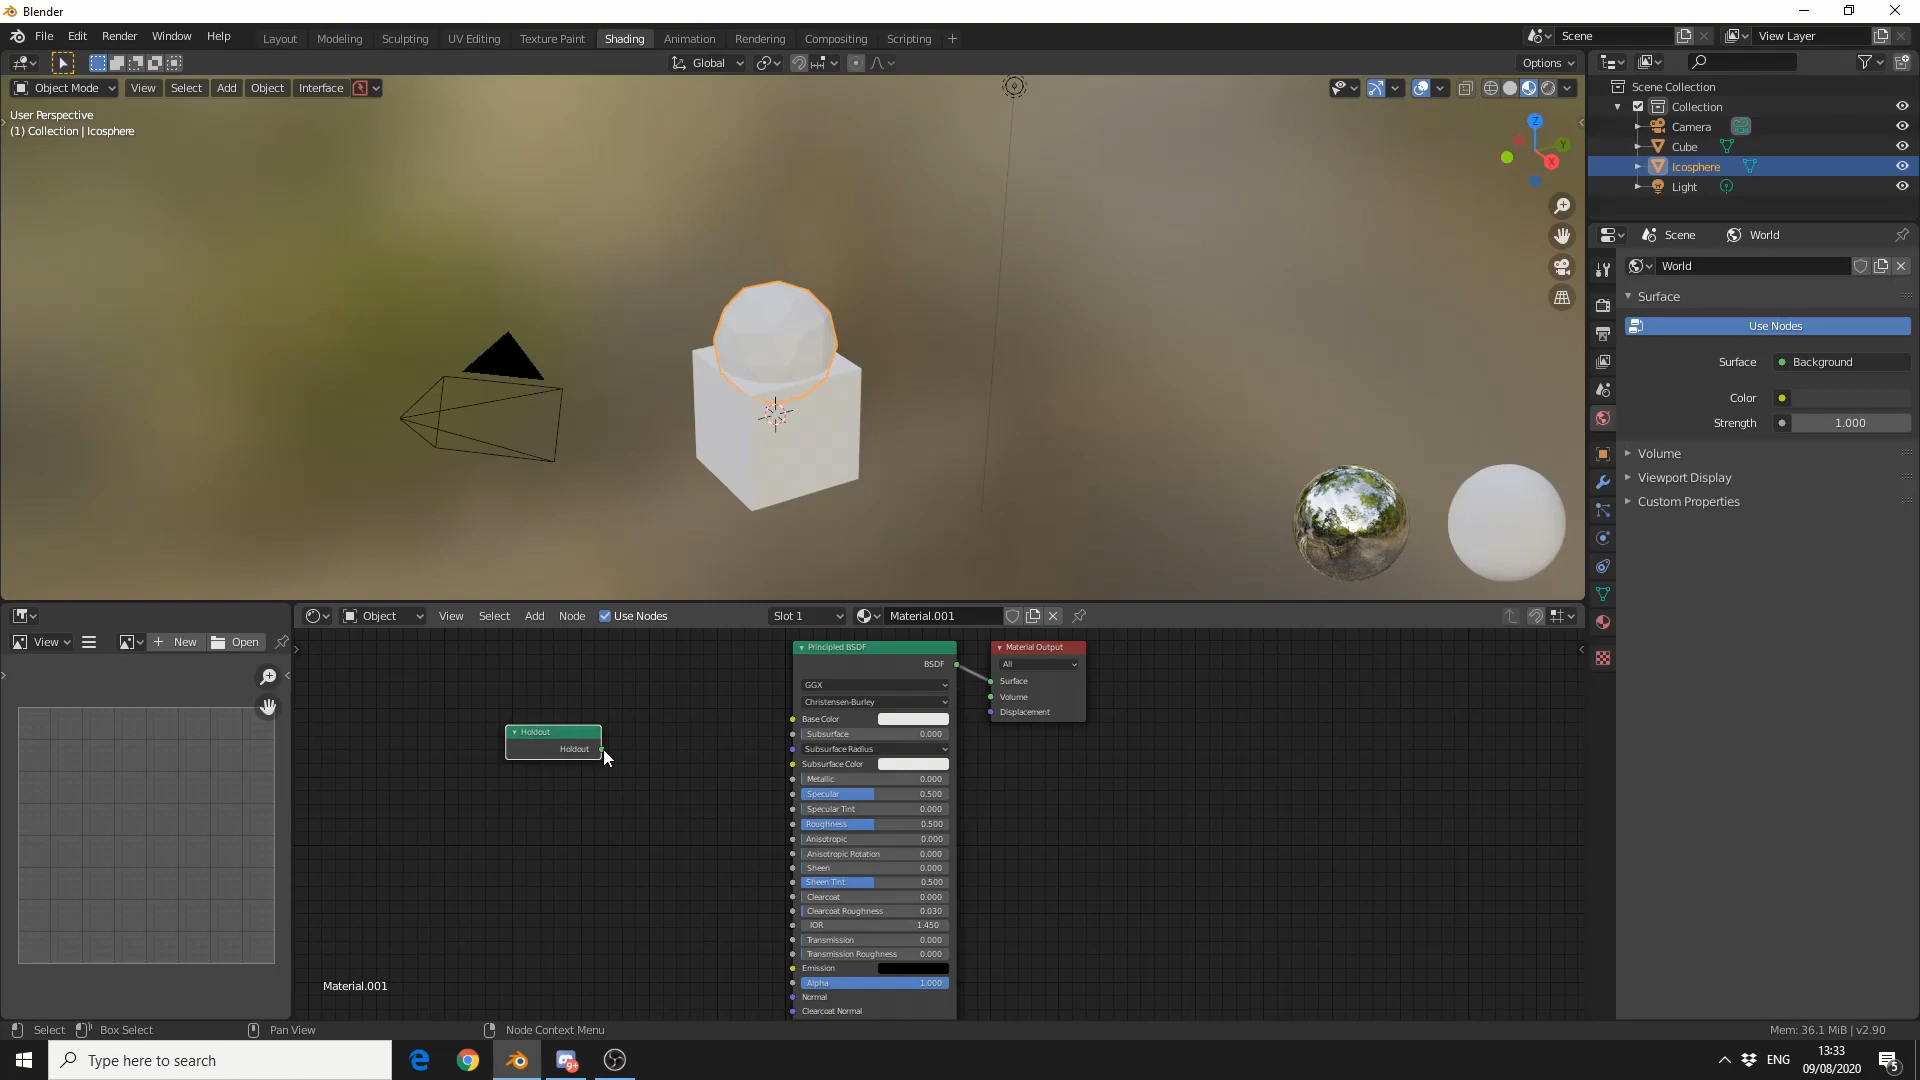 Blender
File Edit Render Window Help
Layout Modeling Sculpting UV Editing Texture Paint Shading Animation Rendering Compositing Scripting +
Scene
View Layer
Global
Options
Object Mode View Select Add Object Interface
User Perspective
(1) Collection | Icosphere
Z
Y
X
Scene Collection
Collection
Camera
Cube
Icosphere
Light
Scene World
World
Surface
Use Nodes
Surface Background
Color
Strength 1.000
Volume
Viewport Display
Custom Properties
View New Open
Object View Select Add Node Use Nodes Slot 1 Material.001
Holdout
Holdout
Principled BSDF
BSDF
GGX
Christensen-Burley
Base Color
Subsurface 0.000
Subsurface Radius
Subsurface Color
Metallic 0.000
Specular 0.500
Specular Tint 0.000
Roughness 0.500
Anisotropic 0.000
Anisotropic Rotation 0.000
Sheen 0.000
Sheen Tint 0.500
Clearcoat 0.000
Clearcoat Roughness 0.030
IOR 1.450
Transmission 0.000
Transmission Roughness 0.000
Emission
Alpha 1.000
Normal
Clearcoat Normal
Material Output
All
Surface
Volume
Displacement
Material.001
Select Box Select Pan View Node Context Menu
Mem: 36.1 MiB | v2.90
Type here to search
9+
ENG
13:33
09/08/2020
5